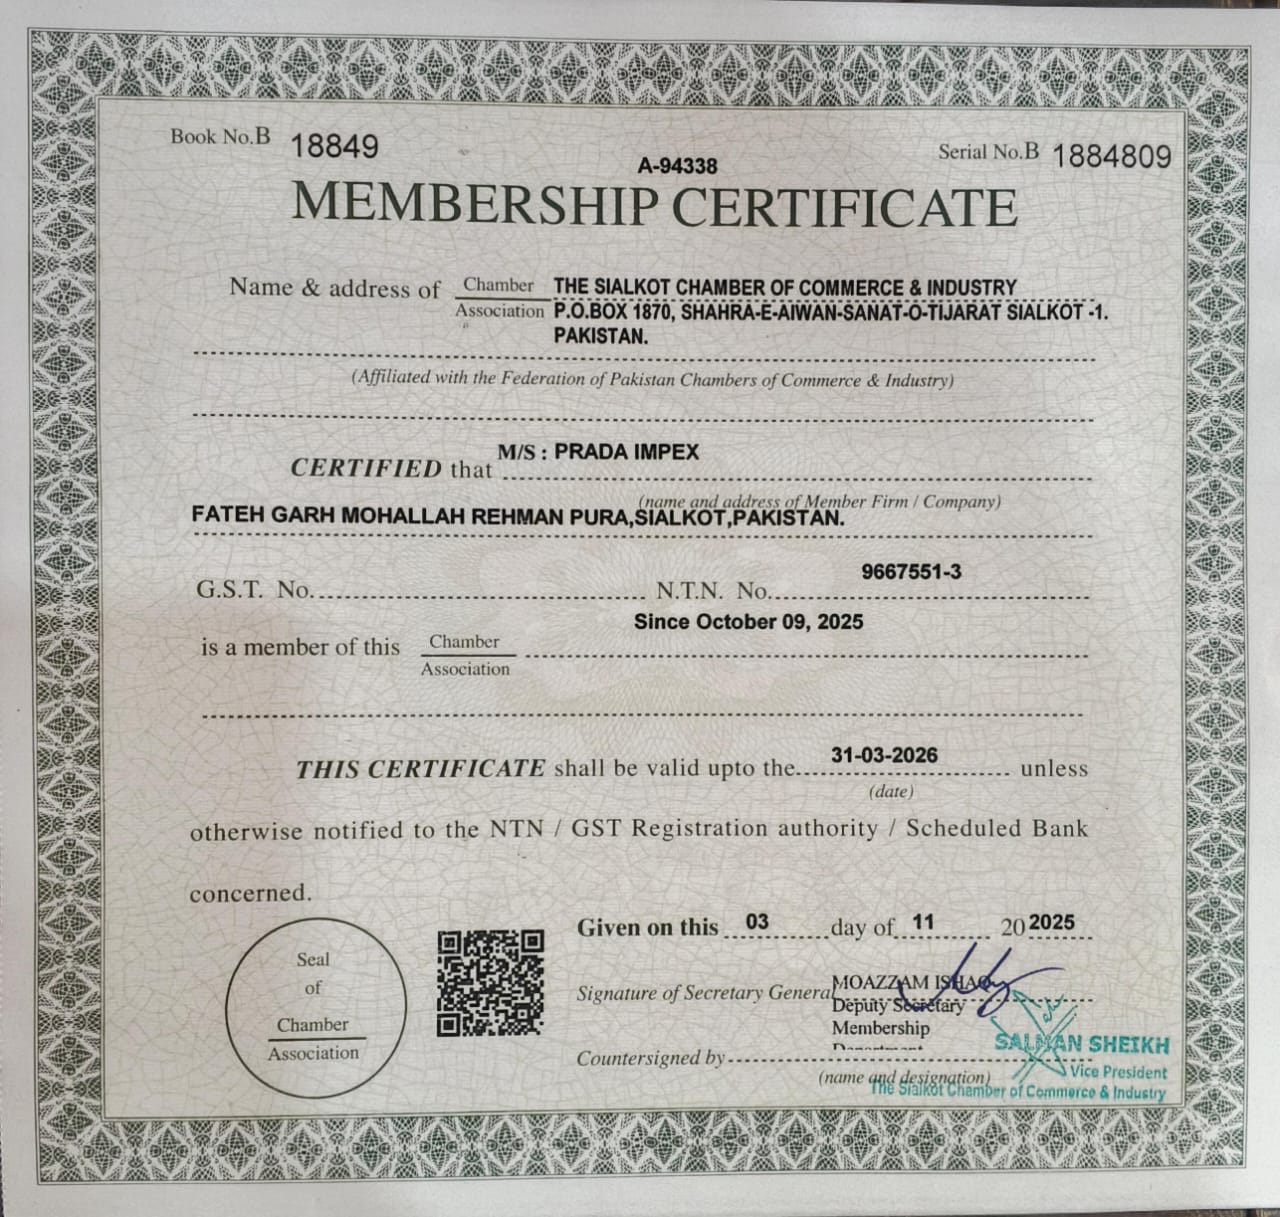 Book No.B 18849
Serial No.B 1884809
A-94338
MEMBERSHIP CERTIFICATE
Name & address of Chamber THE SIALKOT CHAMBER OF COMMERCE & INDUSTRY
Association P.O.BOX 1870, SHAHRA-E-AIWAN-SANAT-O-TIJARAT SIALKOT -1.
PAKISTAN.
(Affiliated with the Federation of Pakistan Chambers of Commerce & Industry)
M/S : PRADA IMPEX
CERTIFIED that
(name and address of Member Firm / Company)
FATEH GARH MOHALLAH REHMAN PURA,SIALKOT,PAKISTAN.
9667551-3
G.S.T. No. N.T.N. No.
Since October 09, 2025
is a member of this Chamber
Association
31-03-2026
THIS CERTIFICATE shall be valid upto the unless
(date)
otherwise notified to the NTN / GST Registration authority / Scheduled Bank
concerned.
Given on this 03 day of 11 20 2025
Seal
of
Chamber
Association
Signature of Secretary General MOAZZAM ISHAQ
Deputy Secretary
Membership
Department
Countersigned by
(name and designation)
SALMAN SHEIKH
Vice President
The Sialkot Chamber of Commerce & Industry